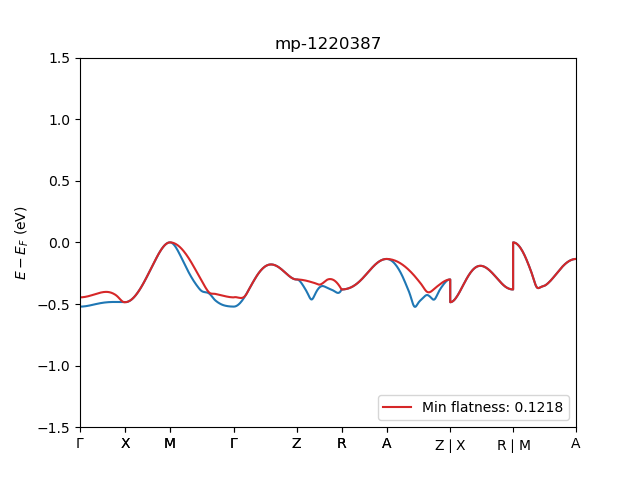 mp-1220387
1.5
1.0
0.5
0.0
−0.5
−1.0
−1.5
E − E_F (eV)
Min flatness: 0.1218
Γ X M Γ Z R A Z | X R | M A